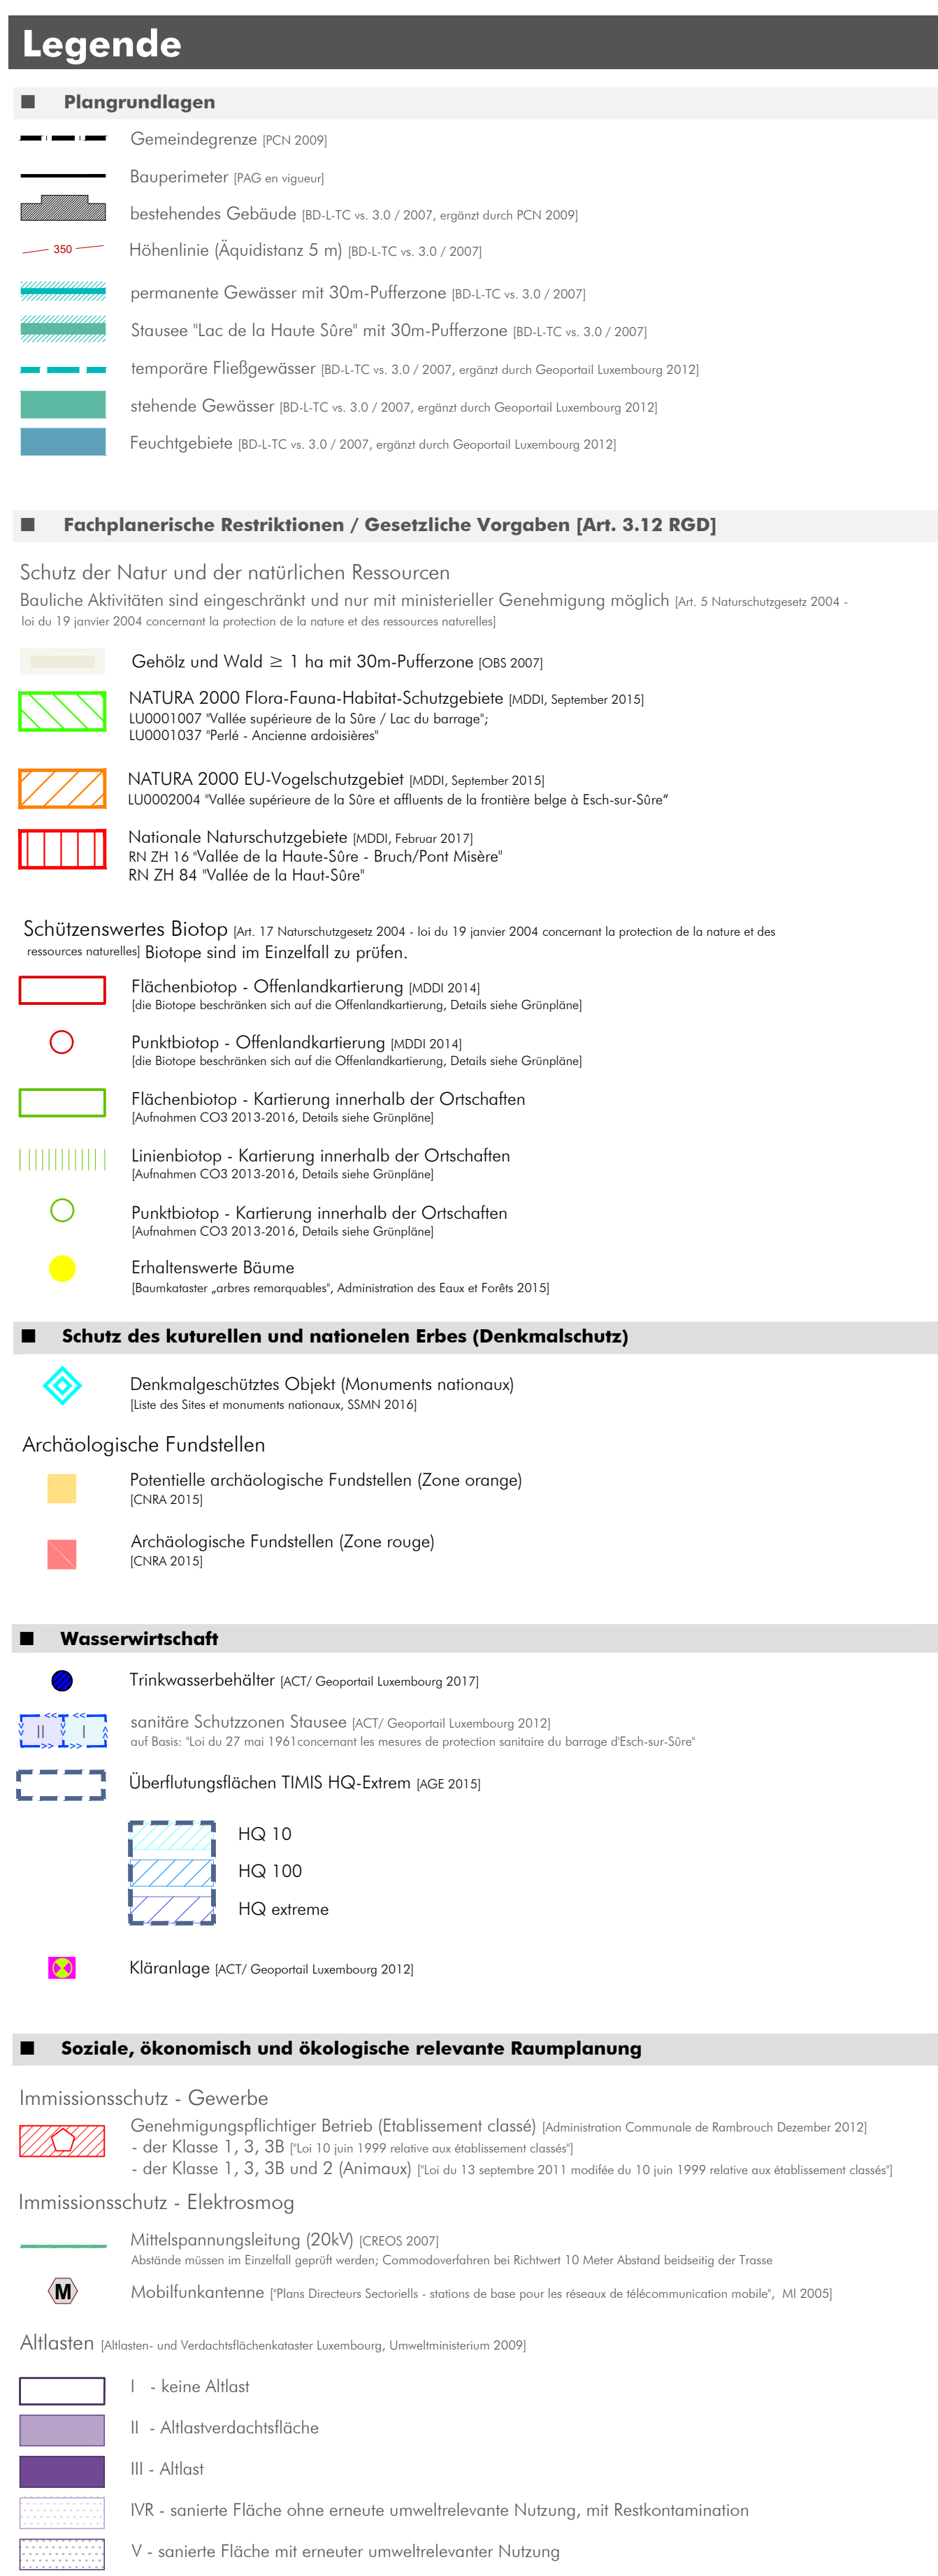 Legende
■ Plangrundlagen
Gemeindegrenze [PCN 2009]
Bauperimeter [PAG en vigueur]
bestehendes Gebäude [BD-L-TC vs. 3.0 / 2007, ergänzt durch PCN 2009]
350 Höhenlinie (Äquidistanz 5 m) [BD-L-TC vs. 3.0 / 2007]
permanente Gewässer mit 30m-Pufferzone [BD-L-TC vs. 3.0 / 2007]
Stausee "Lac de la Haute Sûre" mit 30m-Pufferzone [BD-L-TC vs. 3.0 / 2007]
temporäre Fließgewässer [BD-L-TC vs. 3.0 / 2007, ergänzt durch Geoportail Luxembourg 2012]
stehende Gewässer [BD-L-TC vs. 3.0 / 2007, ergänzt durch Geoportail Luxembourg 2012]
Feuchtgebiete [BD-L-TC vs. 3.0 / 2007, ergänzt durch Geoportail Luxembourg 2012]
■ Fachplanerische Restriktionen / Gesetzliche Vorgaben [Art. 3.12 RGD]
Schutz der Natur und der natürlichen Ressourcen
Bauliche Aktivitäten sind eingeschränkt und nur mit ministerieller Genehmigung möglich [Art. 5 Naturschutzgesetz 2004 -
loi du 19 janvier 2004 concernant la protection de la nature et des ressources naturelles]
Gehölz und Wald ≥ 1 ha mit 30m-Pufferzone [OBS 2007]
NATURA 2000 Flora-Fauna-Habitat-Schutzgebiete [MDDI, September 2015]
LU0001007 "Vallée supérieure de la Sûre / Lac du barrage";
LU0001037 "Perlé - Ancienne ardoisières"
NATURA 2000 EU-Vogelschutzgebiet [MDDI, September 2015]
LU0002004 "Vallée supérieure de la Sûre et affluents de la frontière belge à Esch-sur-Sûre“
Nationale Naturschutzgebiete [MDDI, Februar 2017]
RN ZH 16 "Vallée de la Haute-Sûre - Bruch/Pont Misère"
RN ZH 84 "Vallée de la Haut-Sûre"
Schützenswertes Biotop [Art. 17 Naturschutzgesetz 2004 - loi du 19 janvier 2004 concernant la protection de la nature et des
ressources naturelles] Biotope sind im Einzelfall zu prüfen.
Flächenbiotop - Offenlandkartierung [MDDI 2014]
[die Biotope beschränken sich auf die Offenlandkartierung, Details siehe Grünpläne]
Punktbiotop - Offenlandkartierung [MDDI 2014]
[die Biotope beschränken sich auf die Offenlandkartierung, Details siehe Grünpläne]
Flächenbiotop - Kartierung innerhalb der Ortschaften
[Aufnahmen CO3 2013-2016, Details siehe Grünpläne]
Linienbiotop - Kartierung innerhalb der Ortschaften
[Aufnahmen CO3 2013-2016, Details siehe Grünpläne]
Punktbiotop - Kartierung innerhalb der Ortschaften
[Aufnahmen CO3 2013-2016, Details siehe Grünpläne]
Erhaltenswerte Bäume
[Baumkataster „arbres remarquables", Administration des Eaux et Forêts 2015]
■ Schutz des kuturellen und nationelen Erbes (Denkmalschutz)
Denkmalgeschütztes Objekt (Monuments nationaux)
[Liste des Sites et monuments nationaux, SSMN 2016]
Archäologische Fundstellen
Potentielle archäologische Fundstellen (Zone orange)
[CNRA 2015]
Archäologische Fundstellen (Zone rouge)
[CNRA 2015]
■ Wasserwirtschaft
Trinkwasserbehälter [ACT/ Geoportail Luxembourg 2017]
II I sanitäre Schutzzonen Stausee [ACT/ Geoportail Luxembourg 2012]
auf Basis: "Loi du 27 mai 1961concernant les mesures de protection sanitaire du barrage d'Esch-sur-Sûre"
Überflutungsflächen TIMIS HQ-Extrem [AGE 2015]
HQ 10
HQ 100
HQ extreme
Kläranlage [ACT/ Geoportail Luxembourg 2012]
■ Soziale, ökonomisch und ökologische relevante Raumplanung
Immissionsschutz - Gewerbe
Genehmigungspflichtiger Betrieb (Etablissement classé) [Administration Communale de Rambrouch Dezember 2012]
- der Klasse 1, 3, 3B ["Loi 10 juin 1999 relative aux établissement classés"]
- der Klasse 1, 3, 3B und 2 (Animaux) ["Loi du 13 septembre 2011 modifée du 10 juin 1999 relative aux établissement classés"]
Immissionsschutz - Elektrosmog
Mittelspannungsleitung (20kV) [CREOS 2007]
Abstände müssen im Einzelfall geprüft werden; Commodoverfahren bei Richtwert 10 Meter Abstand beidseitig der Trasse
M Mobilfunkantenne ["Plans Directeurs Sectoriells - stations de base pour les réseaux de télécommunication mobile", MI 2005]
Altlasten [Altlasten- und Verdachtsflächenkataster Luxembourg, Umweltministerium 2009]
I - keine Altlast
II - Altlastverdachtsfläche
III - Altlast
IVR - sanierte Fläche ohne erneute umweltrelevante Nutzung, mit Restkontamination
V - sanierte Fläche mit erneuter umweltrelevanter Nutzung